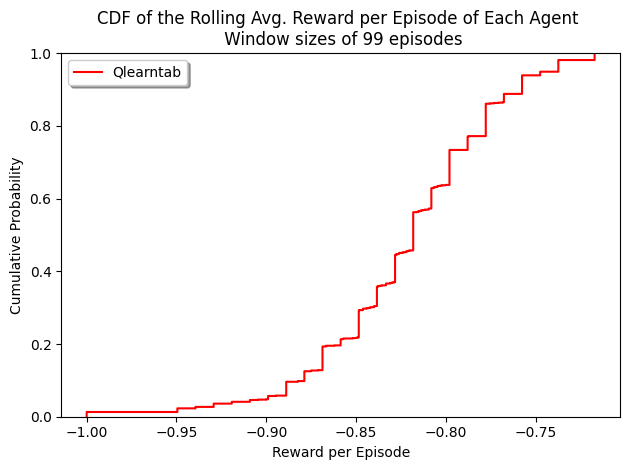 CDF of the Rolling Avg. Reward per Episode of Each Agent
Window sizes of 99 episodes
Qlearntab
Cumulative Probability
1.0
0.8
0.6
0.4
0.2
0.0
−1.00 −0.95 −0.90 −0.85 −0.80 −0.75
Reward per Episode